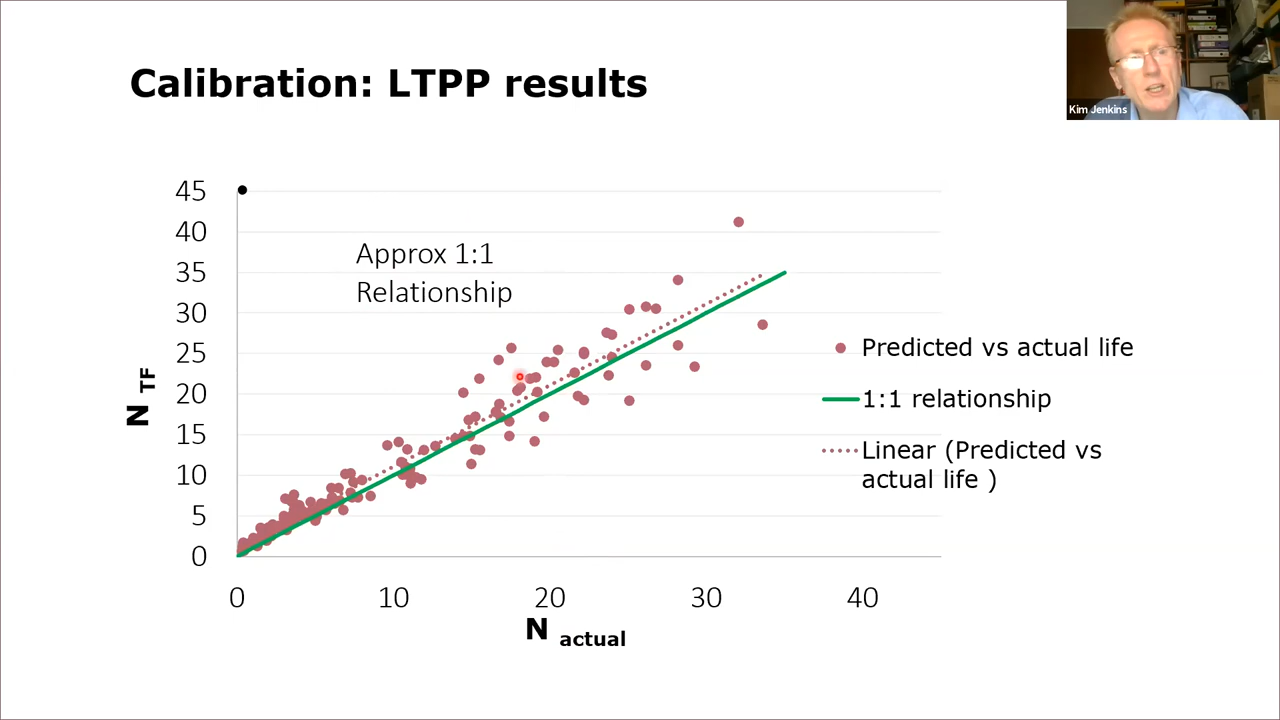 Calibration: LTPP results
Kim Jenkins
45
40
35
30
25
20
15
10
5
0
N TF
Approx 1:1
Relationship
0 10 20 30 40
N actual
Predicted vs actual life
1:1 relationship
Linear (Predicted vs
actual life )